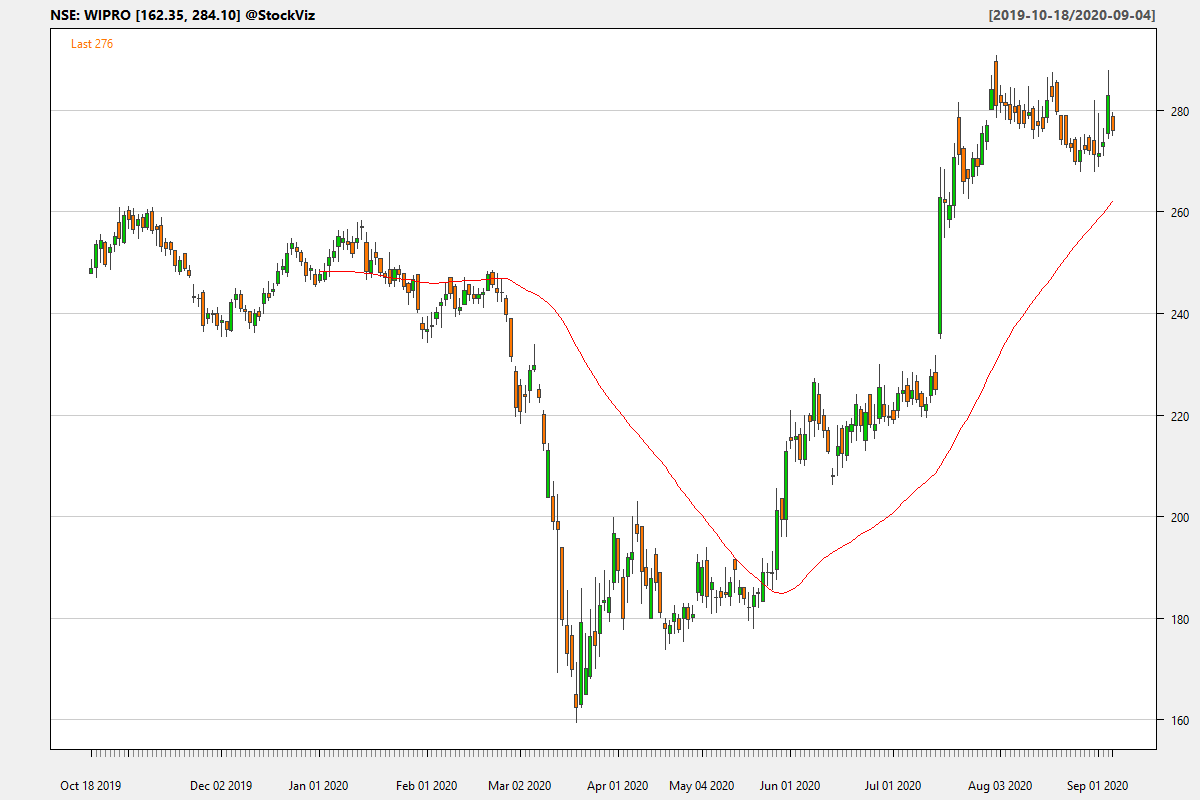 NSE: WIPRO [162.35, 284.10] @StockViz [2019-10-18/2020-09-04]
Last 276
280
260
240
220
200
180
160
Oct 18 2019 Dec 02 2019 Jan 01 2020 Feb 01 2020 Mar 02 2020 Apr 01 2020 May 04 2020 Jun 01 2020 Jul 01 2020 Aug 03 2020 Sep 01 2020